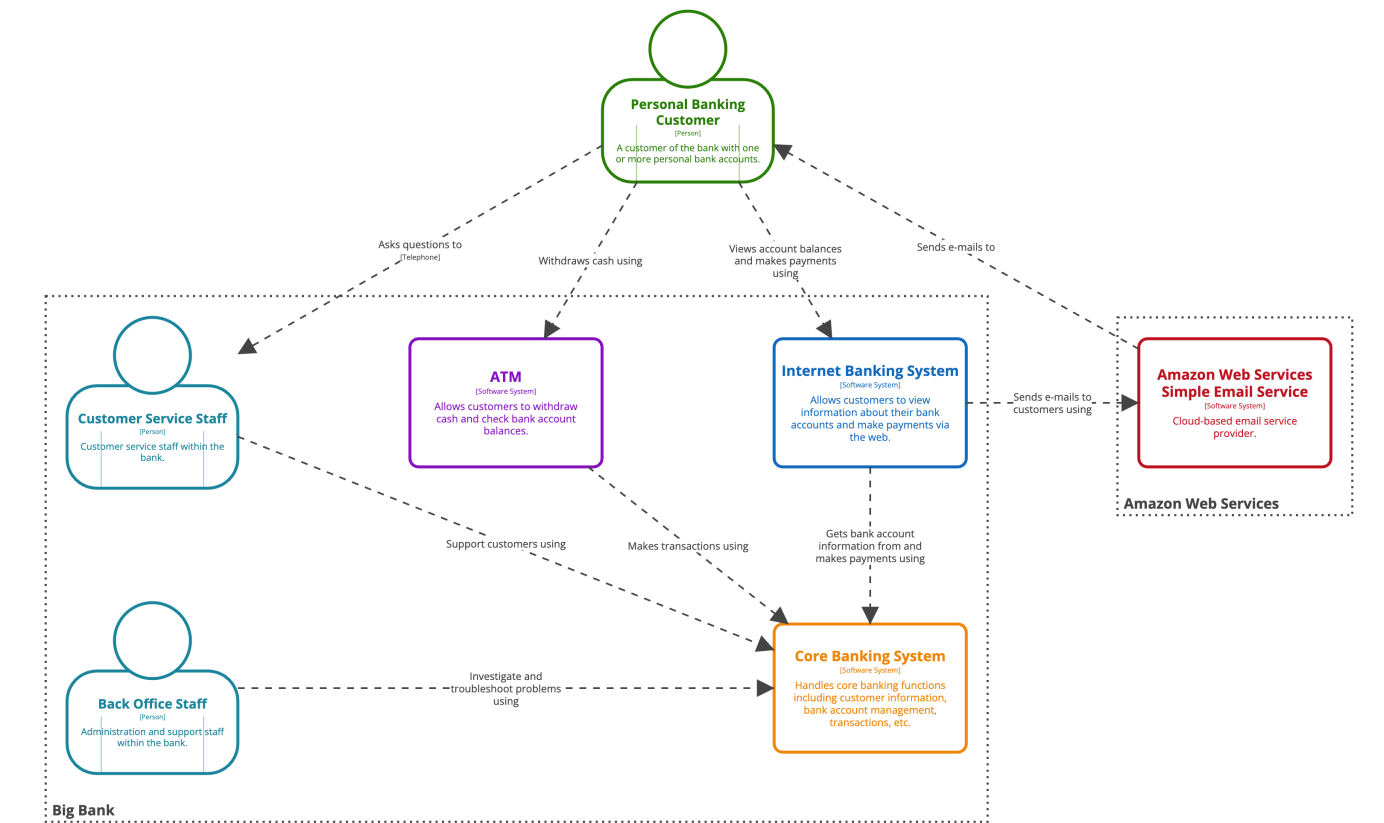 Personal Banking
Customer
[Person]
A customer of the bank with one
or more personal bank accounts.
Asks questions to
[Telephone]
Withdraws cash using
Views account balances
and makes payments
using
Sends e-mails to
Customer Service Staff
[Person]
Customer service staff within the
bank.
ATM
[Software System]
Allows customers to withdraw
cash and check bank account
balances.
Internet Banking System
[Software System]
Allows customers to view
information about their bank
accounts and make payments via
the web.
Sends e-mails to
customers using
Amazon Web Services
Simple Email Service
[Software System]
Cloud-based email service
provider.
Amazon Web Services
Support customers using
Makes transactions using
Gets bank account
information from and
makes payments using
Back Office Staff
[Person]
Administration and support staff
within the bank.
Investigate and
troubleshoot problems
using
Core Banking System
[Software System]
Handles core banking functions
including customer information,
bank account management,
transactions, etc.
Big Bank